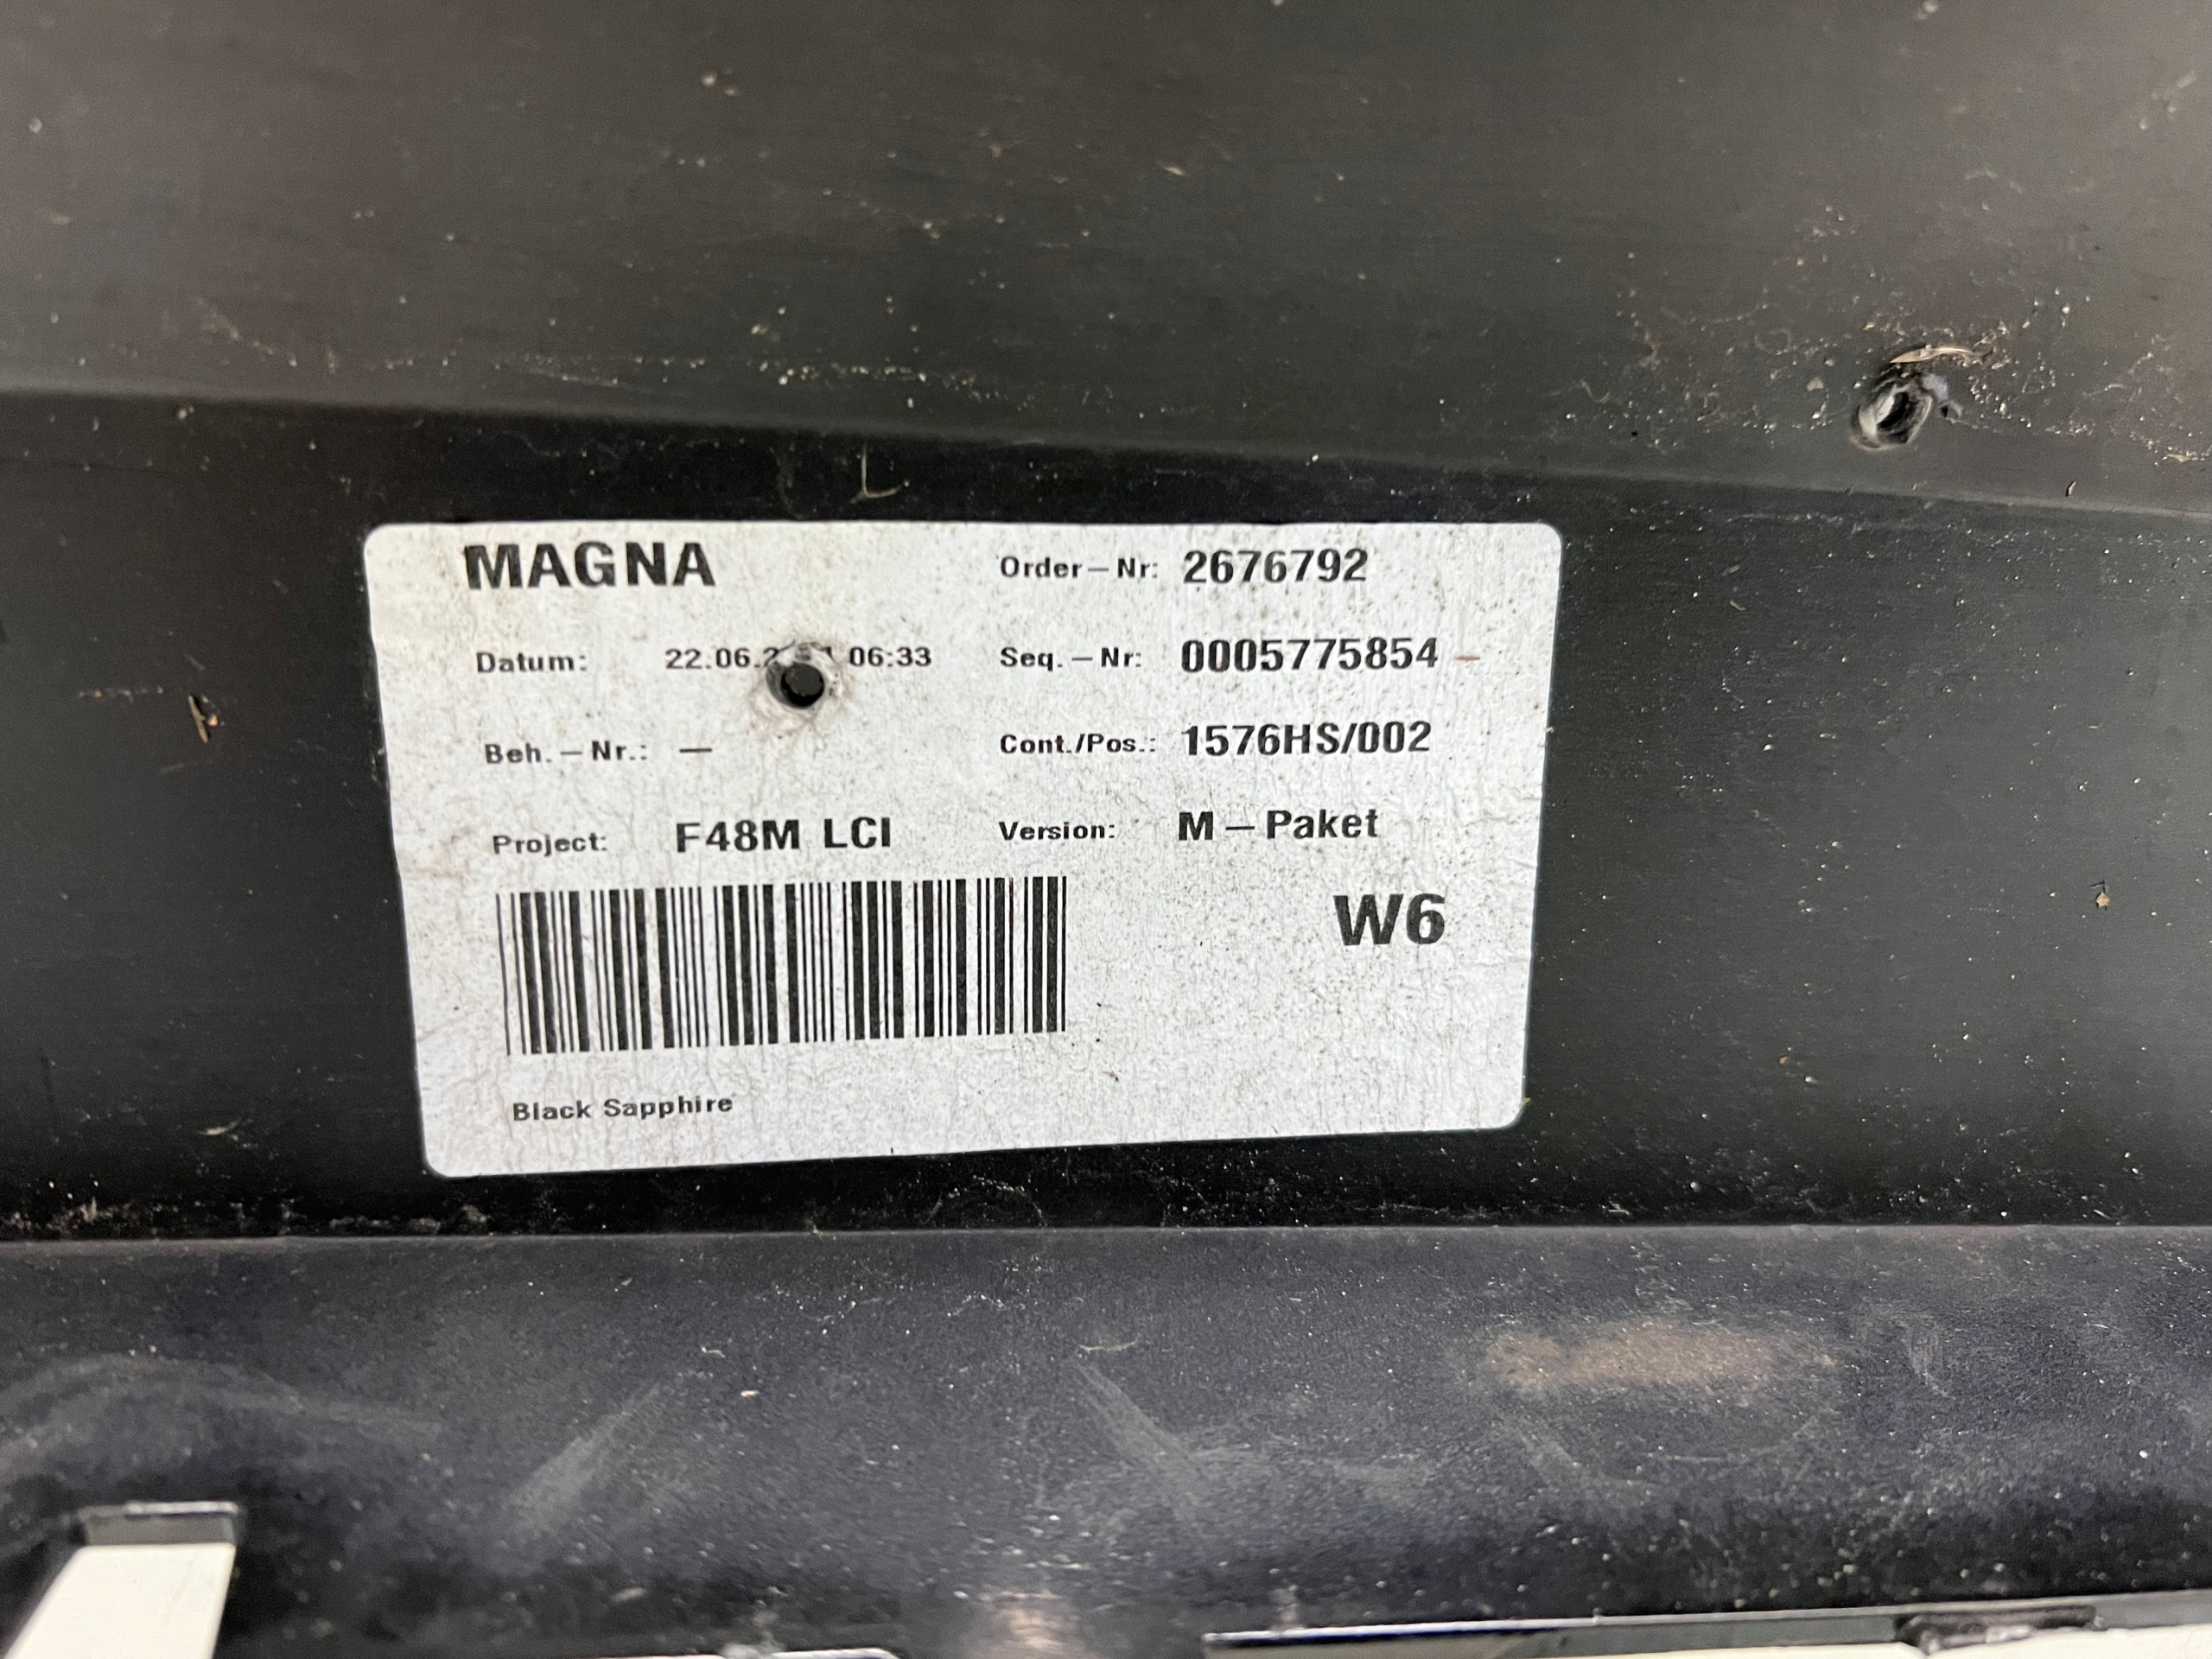 MAGNA Order-Nr: 2676792
Datum: 06:33 Seq.-Nr: 0005775854 -
Beh.-Nr.: - Cont./Pos.: 1576HS/002
Project: F48M LCI Version: M-Paket
W6
Black Sapphire